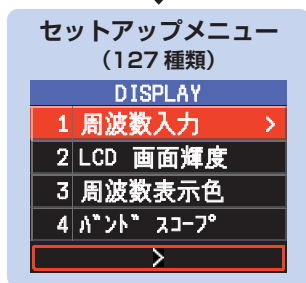 セットアップメニュー
（127 種類）
DISPLAY
1 周波数入力 >
2 LCD 画面輝度
3 周波数表示色
4 ﾊﾞﾝﾄﾞ ｽｺｰﾌﾟ
>